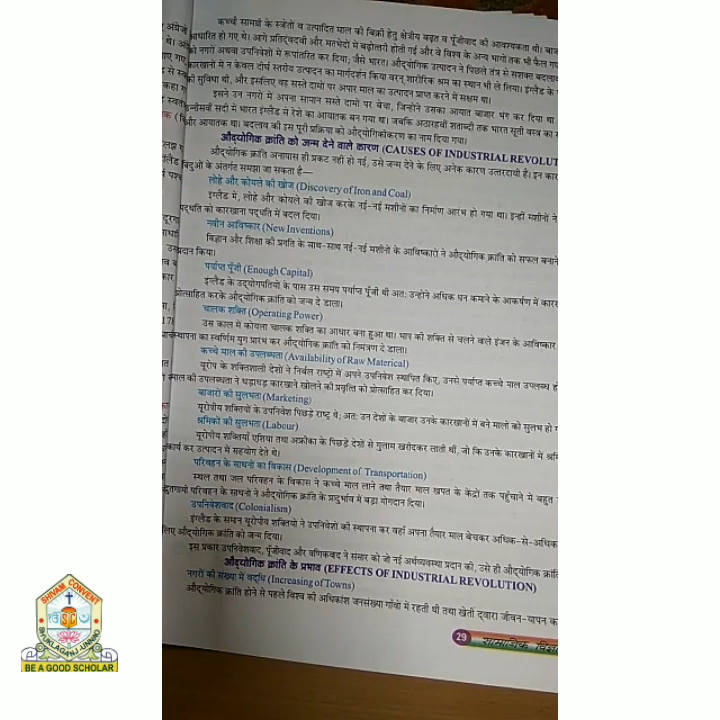 कच्ची सामग्री के स्त्रोतों व उत्पादित माल की बिक्री हेतु क्षेत्रीय बढ़त व पूँजीवाद की आवश्यकता थी।
आधारित हो गए थे। आगे प्रतिद्वंदवी और मतभेदों में बढ़ोत्तरी होती गई और वे विश्व के अन्य भागों तक भी फैल
को नगरों अथवा उपनिवेशों में रूपांतरित कर दिया; जैसे भारत। औद्योगिक उत्पादन ने पिछले तंत्र में सशक्त
कारखानों में न केवल दीर्घ स्तरीय उत्पादन का मार्गदर्शन किया वरन् शारीरिक श्रम का स्थान भी ले लिया। इंग्लैंड के
की सुविधा थी, और इसलिए वह सस्ते दामों पर अपार माल का उत्पादन प्राप्त करने में सक्षम था।
इसने उन नगरों में अपना सामान सस्ते दामों पर बेचा, जिन्होंने उसका आयात बाजार भंग कर दिया था।
उन्नीसवीं सदी में भारत इंग्लैंड में रेशे का आयातक बन गया था। जबकि अठारहवीं शताब्दी तक भारत सूती वस्त्र का
और आयातक था। बदलाव की इस पूरी प्रक्रिया को औद्योगिकीकरण का नाम दिया गया।
औद्योगिक क्रांति को जन्म देने वाले कारण (CAUSES OF INDUSTRIAL REVOLUT
औद्योगिक क्रांति अनायास ही प्रकट नहीं हो गई, उसे जन्म देने के लिए अनेक कारण उत्तरदायी हैं। इन
बिंदुओं के अंतर्गत समझा जा सकता है—
लोहे और कोयले की खोज (Discovery of Iron and Coal)
इंग्लैंड में, लोहे और कोयले की खोज करके नई-नई मशीनों का निर्माण आरंभ हो गया था। इन्हीं मशीनों ने
पद्धति को कारखाना पद्धति में बदल दिया।
नवीन आविष्कार (New Inventions)
विज्ञान और शिक्षा की प्रगति के साथ-साथ नई-नई मशीनों के आविष्कारों ने औद्योगिक क्रांति को सफल बनाने
प्रदान किया।
पर्याप्त पूँजी (Enough Capital)
इंग्लैंड के उद्योगपतियों के पास उस समय पर्याप्त पूँजी थी अतः उन्होंने अधिक धन कमाने के आकर्षण में
प्रोत्साहित करके औद्योगिक क्रांति को जन्म दे डाला।
चालक शक्ति (Operating Power)
उस काल में कोयला चालक शक्ति का आधार बना हुआ था। भाप की शक्ति से चलने वाले इंजन के आविष्कार
स्थापना का स्वर्णिम युग प्रारंभ कर औद्योगिक क्रांति को निमंत्रण दे डाला।
कच्चे माल की उपलब्धता (Availability of Raw Materical)
यूरोप के शक्तिशाली देशों ने निर्बल राष्ट्रों में अपने उपनिवेश स्थापित किए, उनसे पर्याप्त कच्चे माल उपलब्ध
माल की उपलब्धता ने धड़ाधड़ कारखाने खोलने की प्रवृत्ति को प्रोत्साहित कर दिया।
बाजारों की सुलभता (Marketing)
यूरोपीय शक्तियों के उपनिवेश पिछड़े राष्ट्र थे; अतः उन देशों के बाजार उनके कारखानों में बने मालों को सुलभ हो
श्रमिकों की सुलभता (Labour)
यूरोपीय शक्तियाँ एशिया तथा अफ्रीका के पिछड़े देशों से गुलाम खरीदकर लाती थीं, जो कि उनके कारखानों में
कार्य कर उत्पादन में सहयोग देते थे।
परिवहन के साधनों का विकास (Development of Transportation)
स्थल तथा जल परिवहन के विकास ने कच्चे माल लाने तथा तैयार माल खपत के केंद्रों तक पहुंचाने में बहुत
द्रुतगामी परिवहन के साधनों ने औद्योगिक क्रांति के प्रादुर्भाव में बड़ा योगदान दिया।
उपनिवेशवाद (Colonialism)
इंग्लैंड के समान यूरोपीय शक्तियों ने उपनिवेशों की स्थापना कर वहाँ अपना तैयार माल बेचकर अधिक-से-अधिक
औद्योगिक क्रांति को जन्म दिया।
इस प्रकार उपनिवेशवाद, पूँजीवाद और वणिकवाद ने संसार को जो नई अर्थव्यवस्था प्रदान की, उसे ही औद्योगिक
औद्योगिक क्रांति के प्रभाव (EFFECTS OF INDUSTRIAL REVOLUTION)
नगरों की संख्या में वृद्धि (Increasing of Towns)
औद्योगिक क्रांति होने से पहले विश्व की अधिकांश जनसंख्या गाँवों में रहती थी तथा खेती द्वारा जीवन-यापन
29 सामाजिक
SHIVAM CONVENT
BE A GOOD SCHOLAR